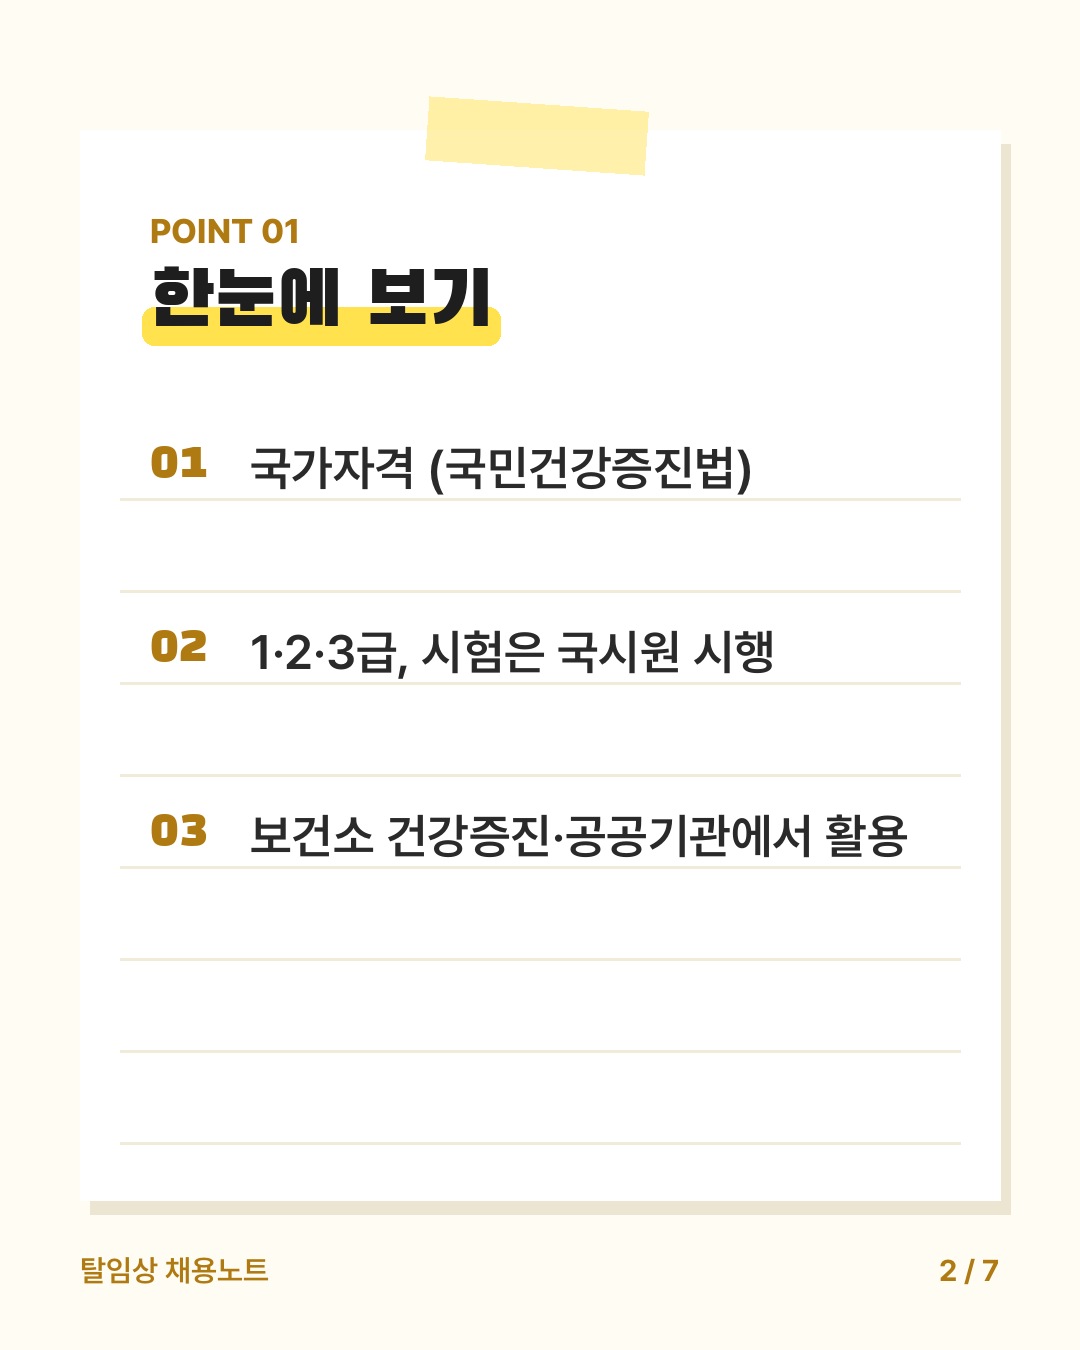 POINT 01
한눈에 보기
01 국가자격 (국민건강증진법)
02 1·2·3급, 시험은 국시원 시행
03 보건소 건강증진·공공기관에서 활용
탈임상 채용노트
2 / 7